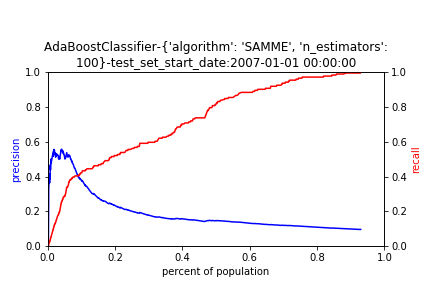 AdaBoostClassifier-{'algorithm': 'SAMME', 'n_estimators':
100}-test_set_start_date:2007-01-01 00:00:00
1.0
0.8
0.6
0.4
0.2
0.0
precision
1.0
0.8
0.6
0.4
0.2
0.0
recall
0.0 0.2 0.4 0.6 0.8 1.0
percent of population